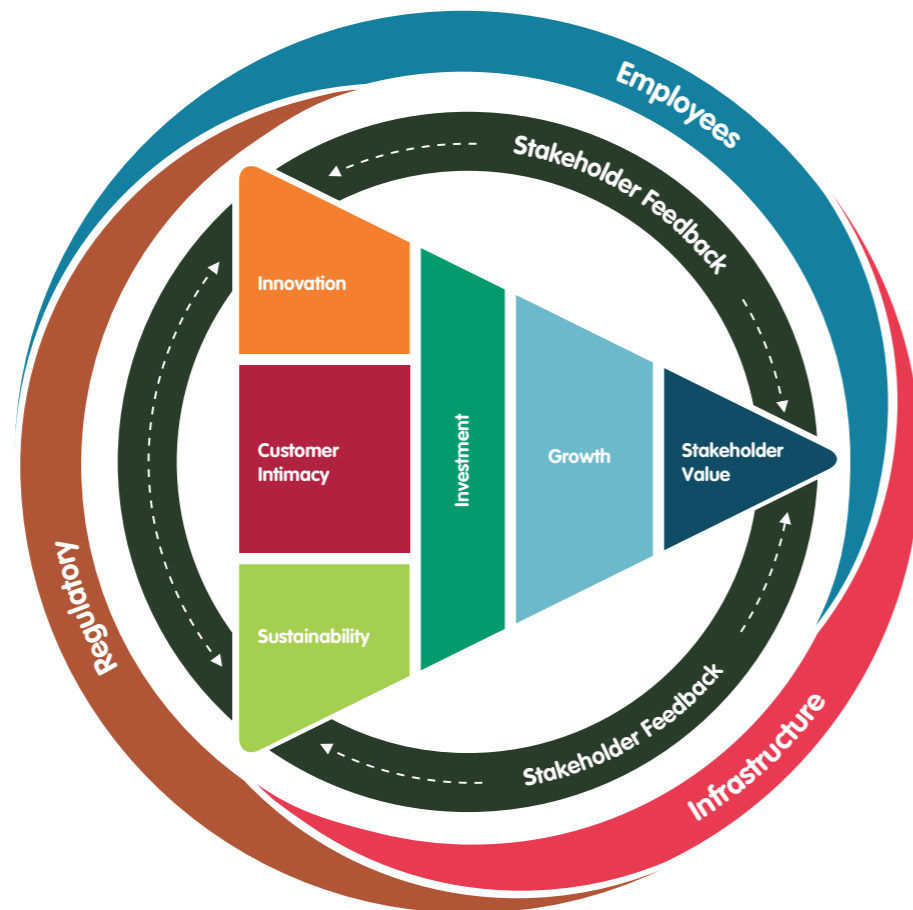 Employees
Stakeholder Feedback
Innovation
Customer
Intimacy
Sustainability
Investment
Growth
Stakeholder
Value
Regulatory
Stakeholder Feedback
Infrastructure